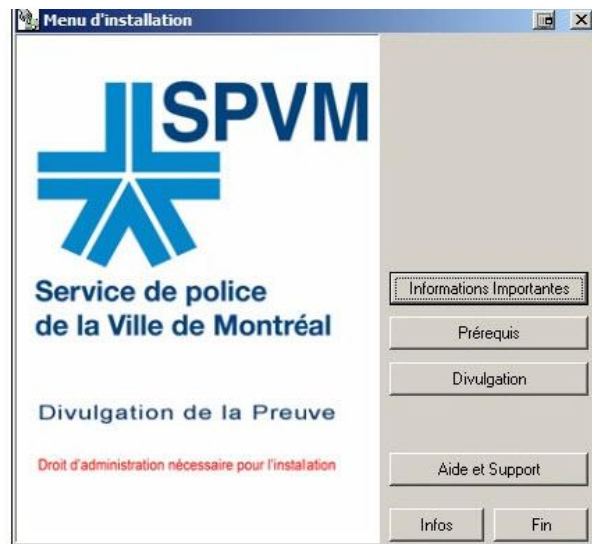 Menu d'installation
SPVM
Service de police
de la Ville de Montréal
Divulgation de la Preuve
Droit d'administration nécessaire pour l'instalation
Informations Importantes
Prérequis
Divulgation
Aide et Support
Infos
Fin